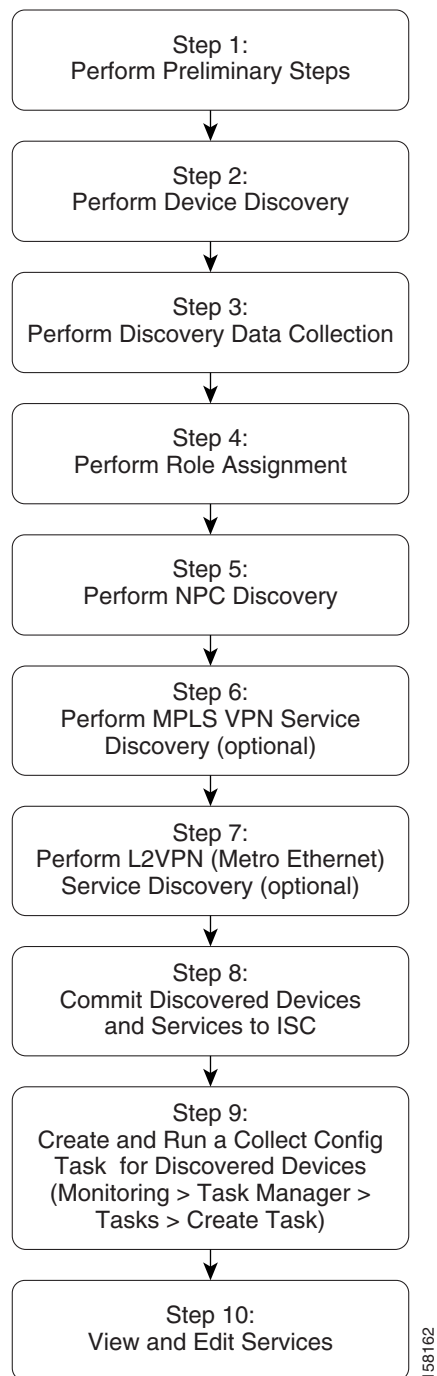 Step 1:
Perform Preliminary Steps
Step 2:
Perform Device Discovery
Step 3:
Perform Discovery Data Collection
Step 4:
Perform Role Assignment
Step 5:
Perform NPC Discovery
Step 6:
Perform MPLS VPN Service
Discovery (optional)
Step 7:
Perform L2VPN (Metro Ethernet)
Service Discovery (optional)
Step 8:
Commit Discovered Devices
and Services to ISC
Step 9:
Create and Run a Collect Config
Task for Discovered Devices
(Monitoring > Task Manager >
Tasks > Create Task)
Step 10:
View and Edit Services
158162